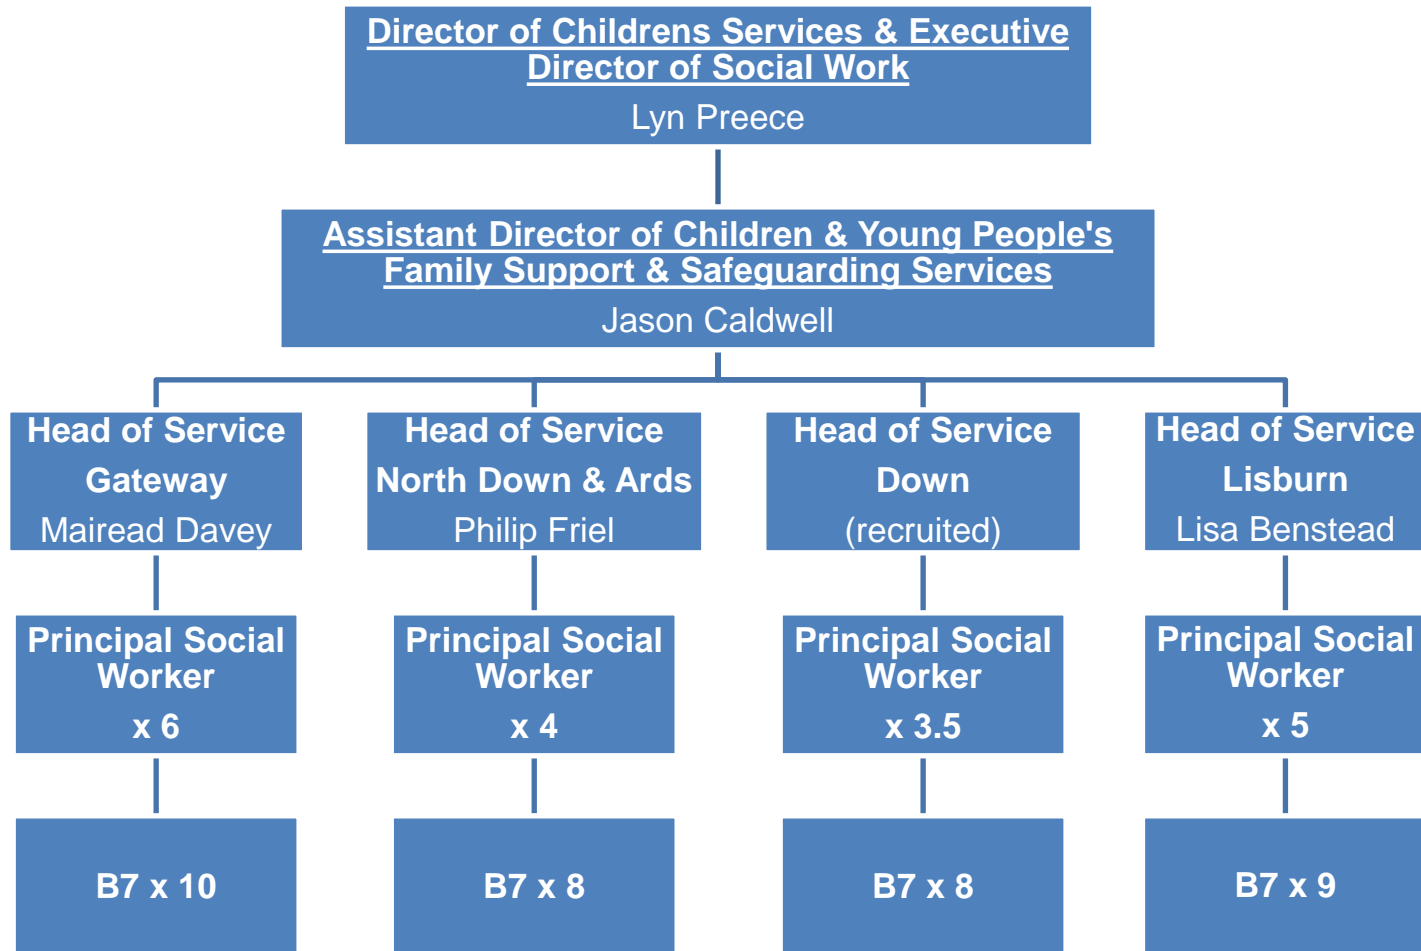 Director of Childrens Services & Executive
Director of Social Work
Lyn Preece
Assistant Director of Children & Young People's
Family Support & Safeguarding Services
Jason Caldwell
Head of Service
Gateway
Mairead Davey
Head of Service
North Down & Ards
Philip Friel
Head of Service
Down
(recruited)
Head of Service
Lisburn
Lisa Benstead
Principal Social
Worker
x 6
Principal Social
Worker
x 4
Principal Social
Worker
x 3.5
Principal Social
Worker
x 5
B7 x 10
B7 x 8
B7 x 8
B7 x 9